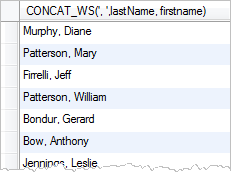 CONCAT_WS(', ',lastName, firstname)
Murphy, Diane
Patterson, Mary
Firrelli, Jeff
Patterson, William
Bondur, Gerard
Bow, Anthony
Jennings, Leslie